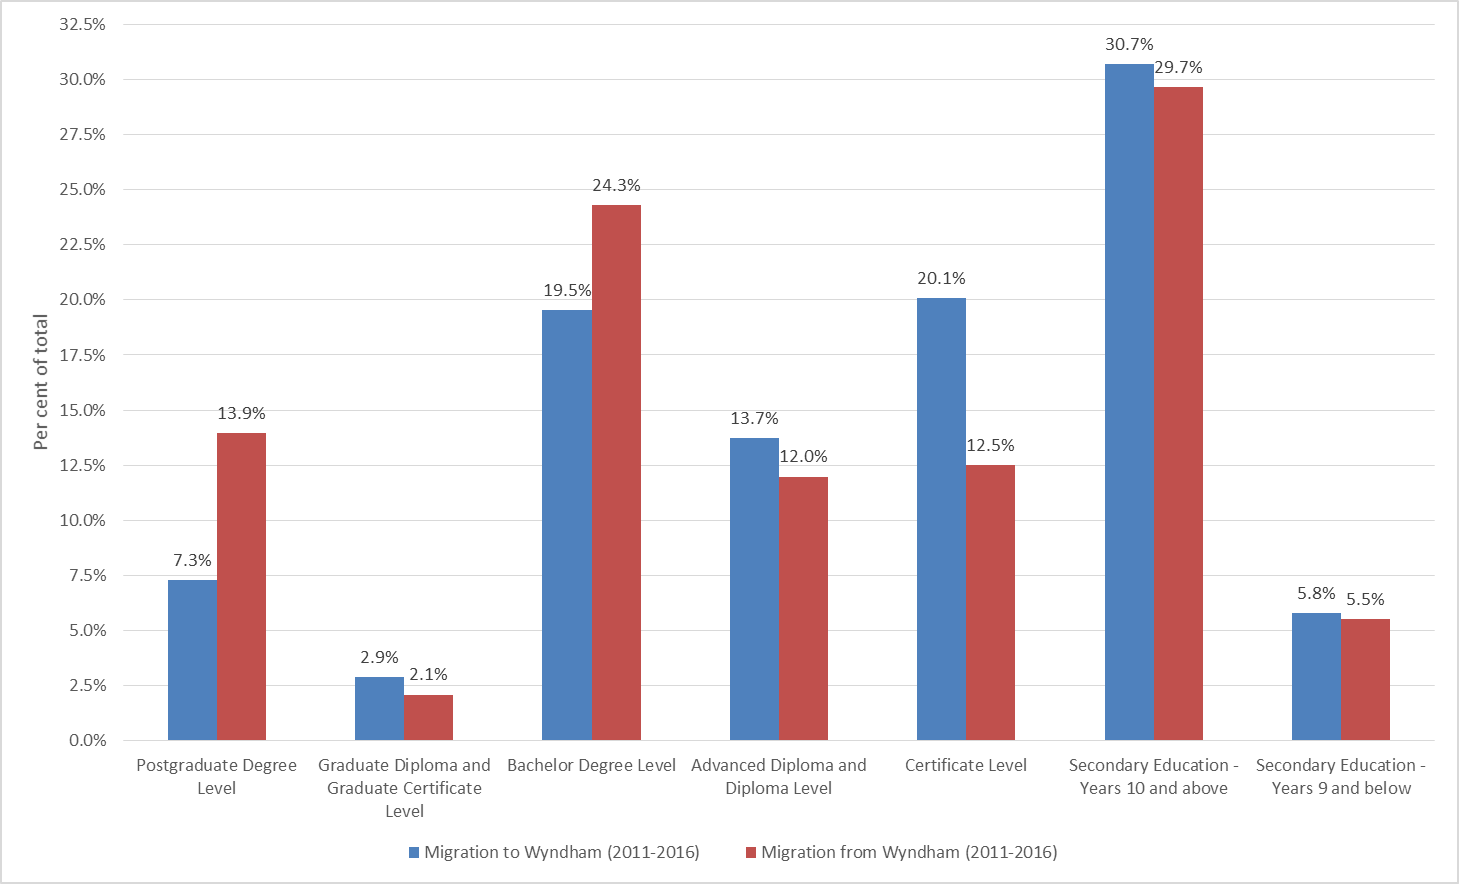 32.5%
30.0%
27.5%
25.0%
22.5%
20.0%
17.5%
15.0%
12.5%
10.0%
7.5%
5.0%
2.5%
0.0%
Per cent of total
7.3%
13.9%
2.9%
2.1%
19.5%
24.3%
13.7%
12.0%
20.1%
12.5%
30.7%
29.7%
5.8%
5.5%
Postgraduate Degree
Level
Graduate Diploma and
Graduate Certificate
Level
Bachelor Degree Level
Advanced Diploma and
Diploma Level
Certificate Level
Secondary Education -
Years 10 and above
Secondary Education -
Years 9 and below
Migration to Wyndham (2011-2016)
Migration from Wyndham (2011-2016)